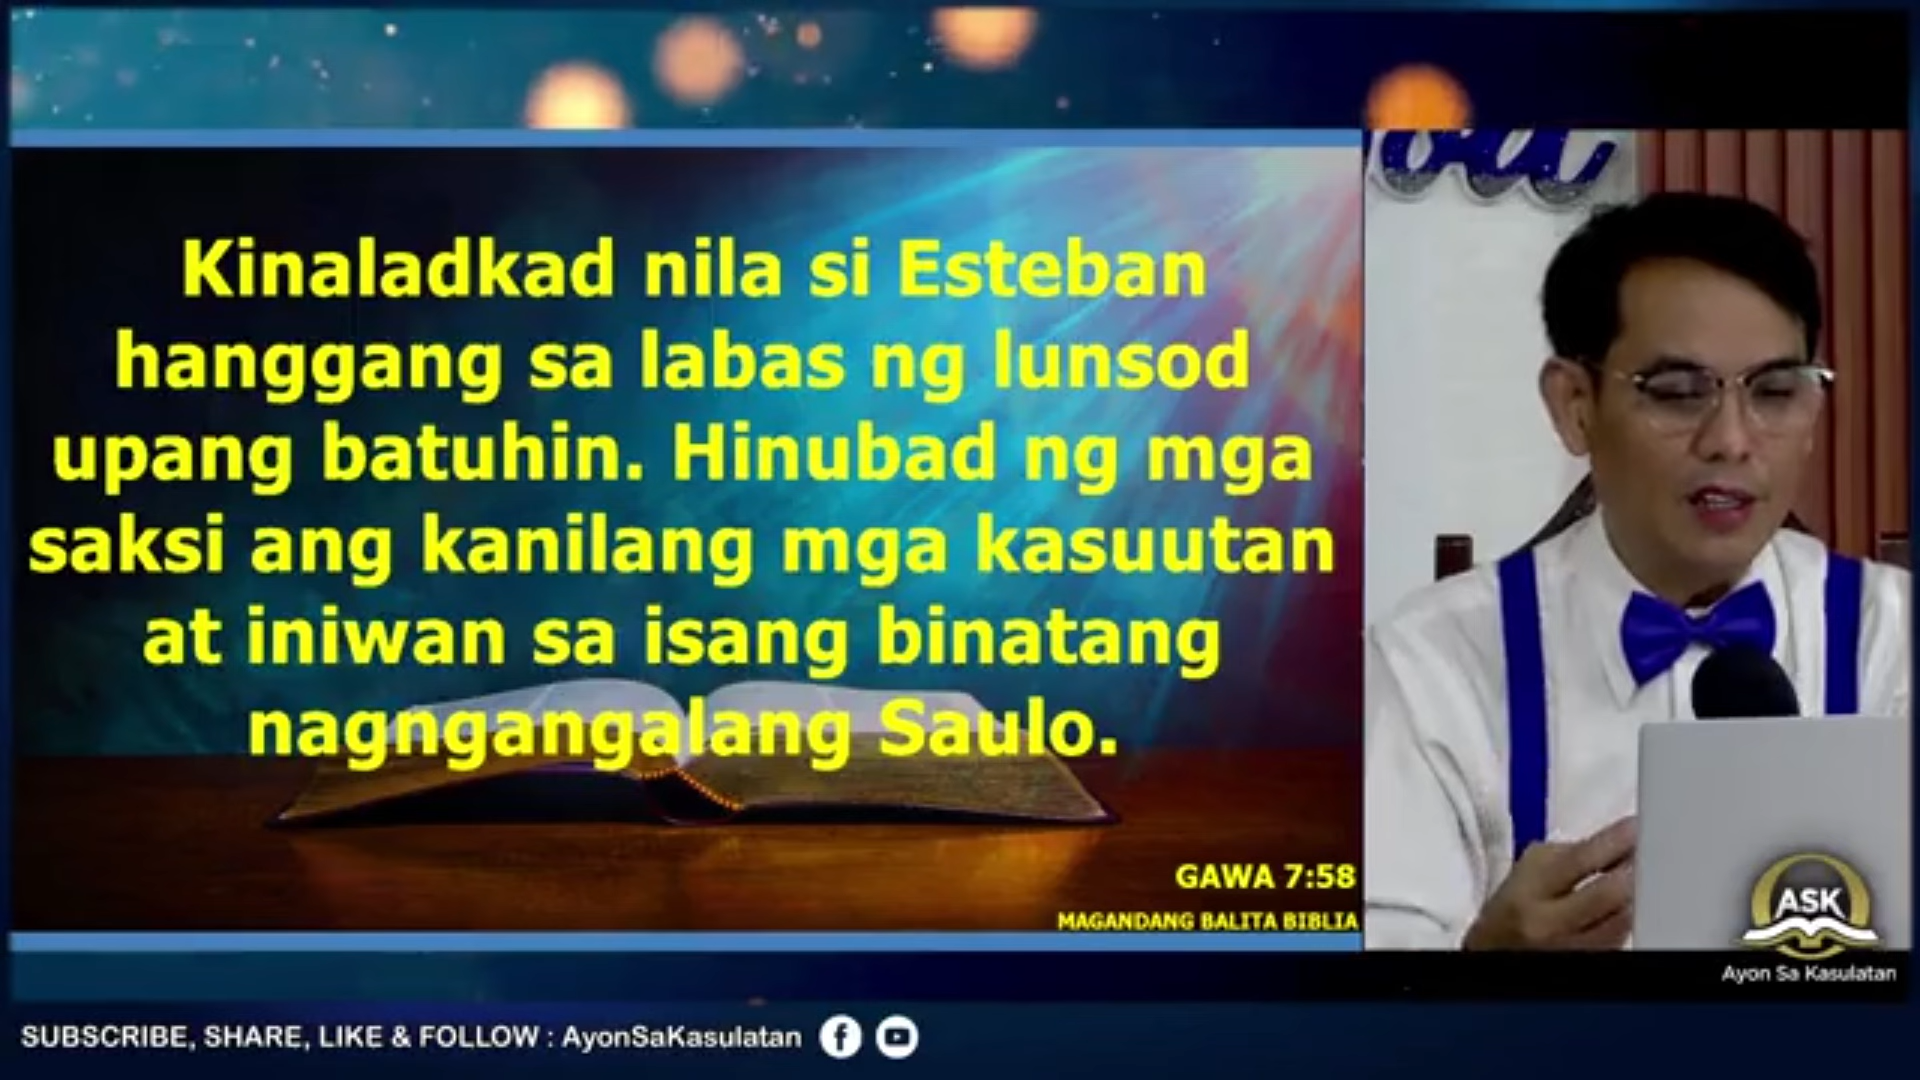 Kinaladkad nila si Esteban
hanggang sa labas ng lunsod
upang batuhin. Hinubad ng mga
saksi ang kanilang mga kasuutan
at iniwan sa isang binatang
nagngangalang Saulo.
GAWA 7:58
MAGANDANG BALITA BIBLIA
ASK
Ayon Sa Kasulatan
SUBSCRIBE, SHARE, LIKE & FOLLOW : AyonSaKasulatan